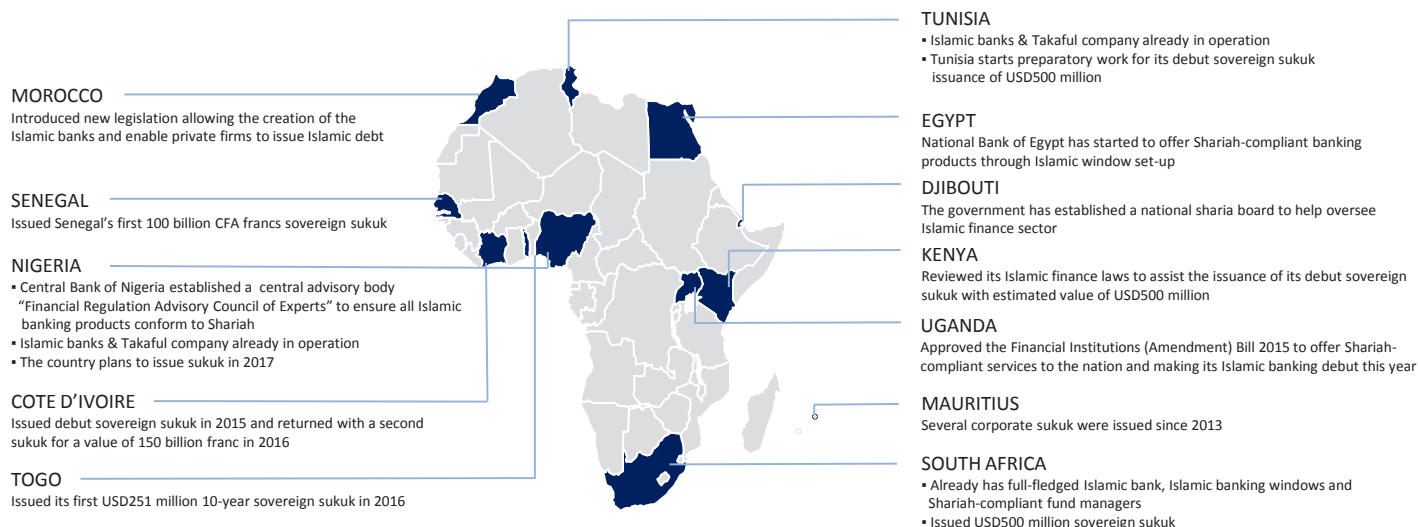 MOROCCO
Introduced new legislation allowing the creation of the
Islamic banks and enable private firms to issue Islamic debt
SENEGAL
Issued Senegal's first 100 billion CFA francs sovereign sukuk
NIGERIA
▪ Central Bank of Nigeria established a central advisory body
"Financial Regulation Advisory Council of Experts" to ensure all Islamic
banking products conform to Shariah
▪ Islamic banks & Takaful company already in operation
▪ The country plans to issue sukuk in 2017
COTE D'IVOIRE
Issued debut sovereign sukuk in 2015 and returned with a second
sukuk for a value of 150 billion franc in 2016
TOGO
Issued its first USD251 million 10-year sovereign sukuk in 2016
TUNISIA
▪ Islamic banks & Takaful company already in operation
▪ Tunisia starts preparatory work for its debut sovereign sukuk
issuance of USD500 million
EGYPT
National Bank of Egypt has started to offer Shariah-compliant banking
products through Islamic window set-up
DJIBOUTI
The government has established a national sharia board to help oversee
Islamic finance sector
KENYA
Reviewed its Islamic finance laws to assist the issuance of its debut sovereign
sukuk with estimated value of USD500 million
UGANDA
Approved the Financial Institutions (Amendment) Bill 2015 to offer Shariah-
compliant services to the nation and making its Islamic banking debut this year
MAURITIUS
Several corporate sukuk were issued since 2013
SOUTH AFRICA
▪ Already has full-fledged Islamic bank, Islamic banking windows and
Shariah-compliant fund managers
▪ Issued USD500 million sovereign sukuk